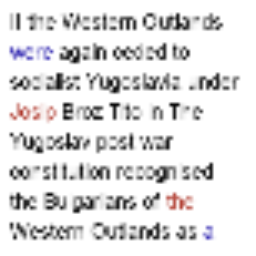 II the Western Outlands
were again ceded to
socialist Yugoslavia under
Josip Broz Tito in The
Yugoslav post war
constitution recognised
the Bulgarians of the
Western Outlands as a